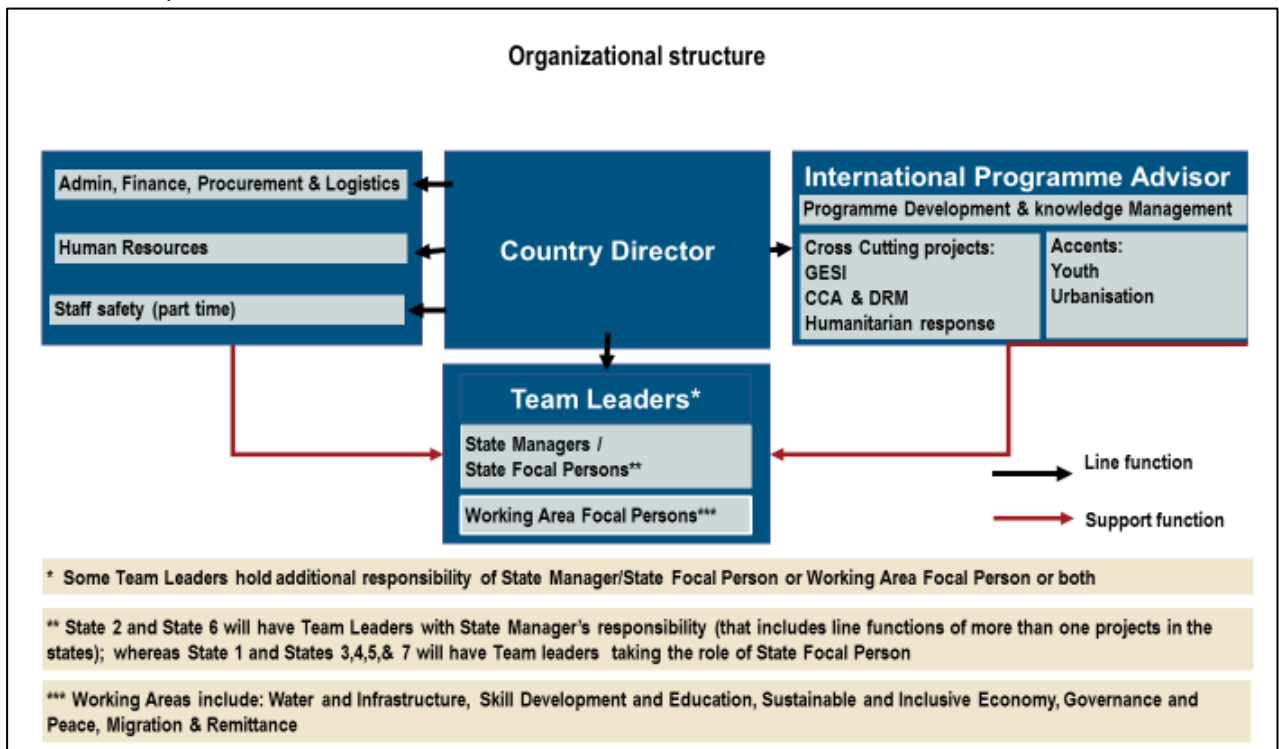 Organizational structure
Admin, Finance, Procurement & Logistics
Human Resources
Staff safety (part time)
Country Director
International Programme Advisor
Programme Development & knowledge Management
Cross Cutting projects:
GESI
CCA & DRM
Humanitarian response
Accents:
Youth
Urbanisation
Team Leaders*
State Managers /
State Focal Persons**
Working Area Focal Persons***
Line function
Support function
* Some Team Leaders hold additional responsibility of State Manager/State Focal Person or Working Area Focal Person or both
** State 2 and State 6 will have Team Leaders with State Manager's responsibility (that includes line functions of more than one projects in the
states); whereas State 1 and States 3,4,5,& 7 will have Team leaders taking the role of State Focal Person
*** Working Areas include: Water and Infrastructure, Skill Development and Education, Sustainable and Inclusive Economy, Governance and
Peace, Migration & Remittance